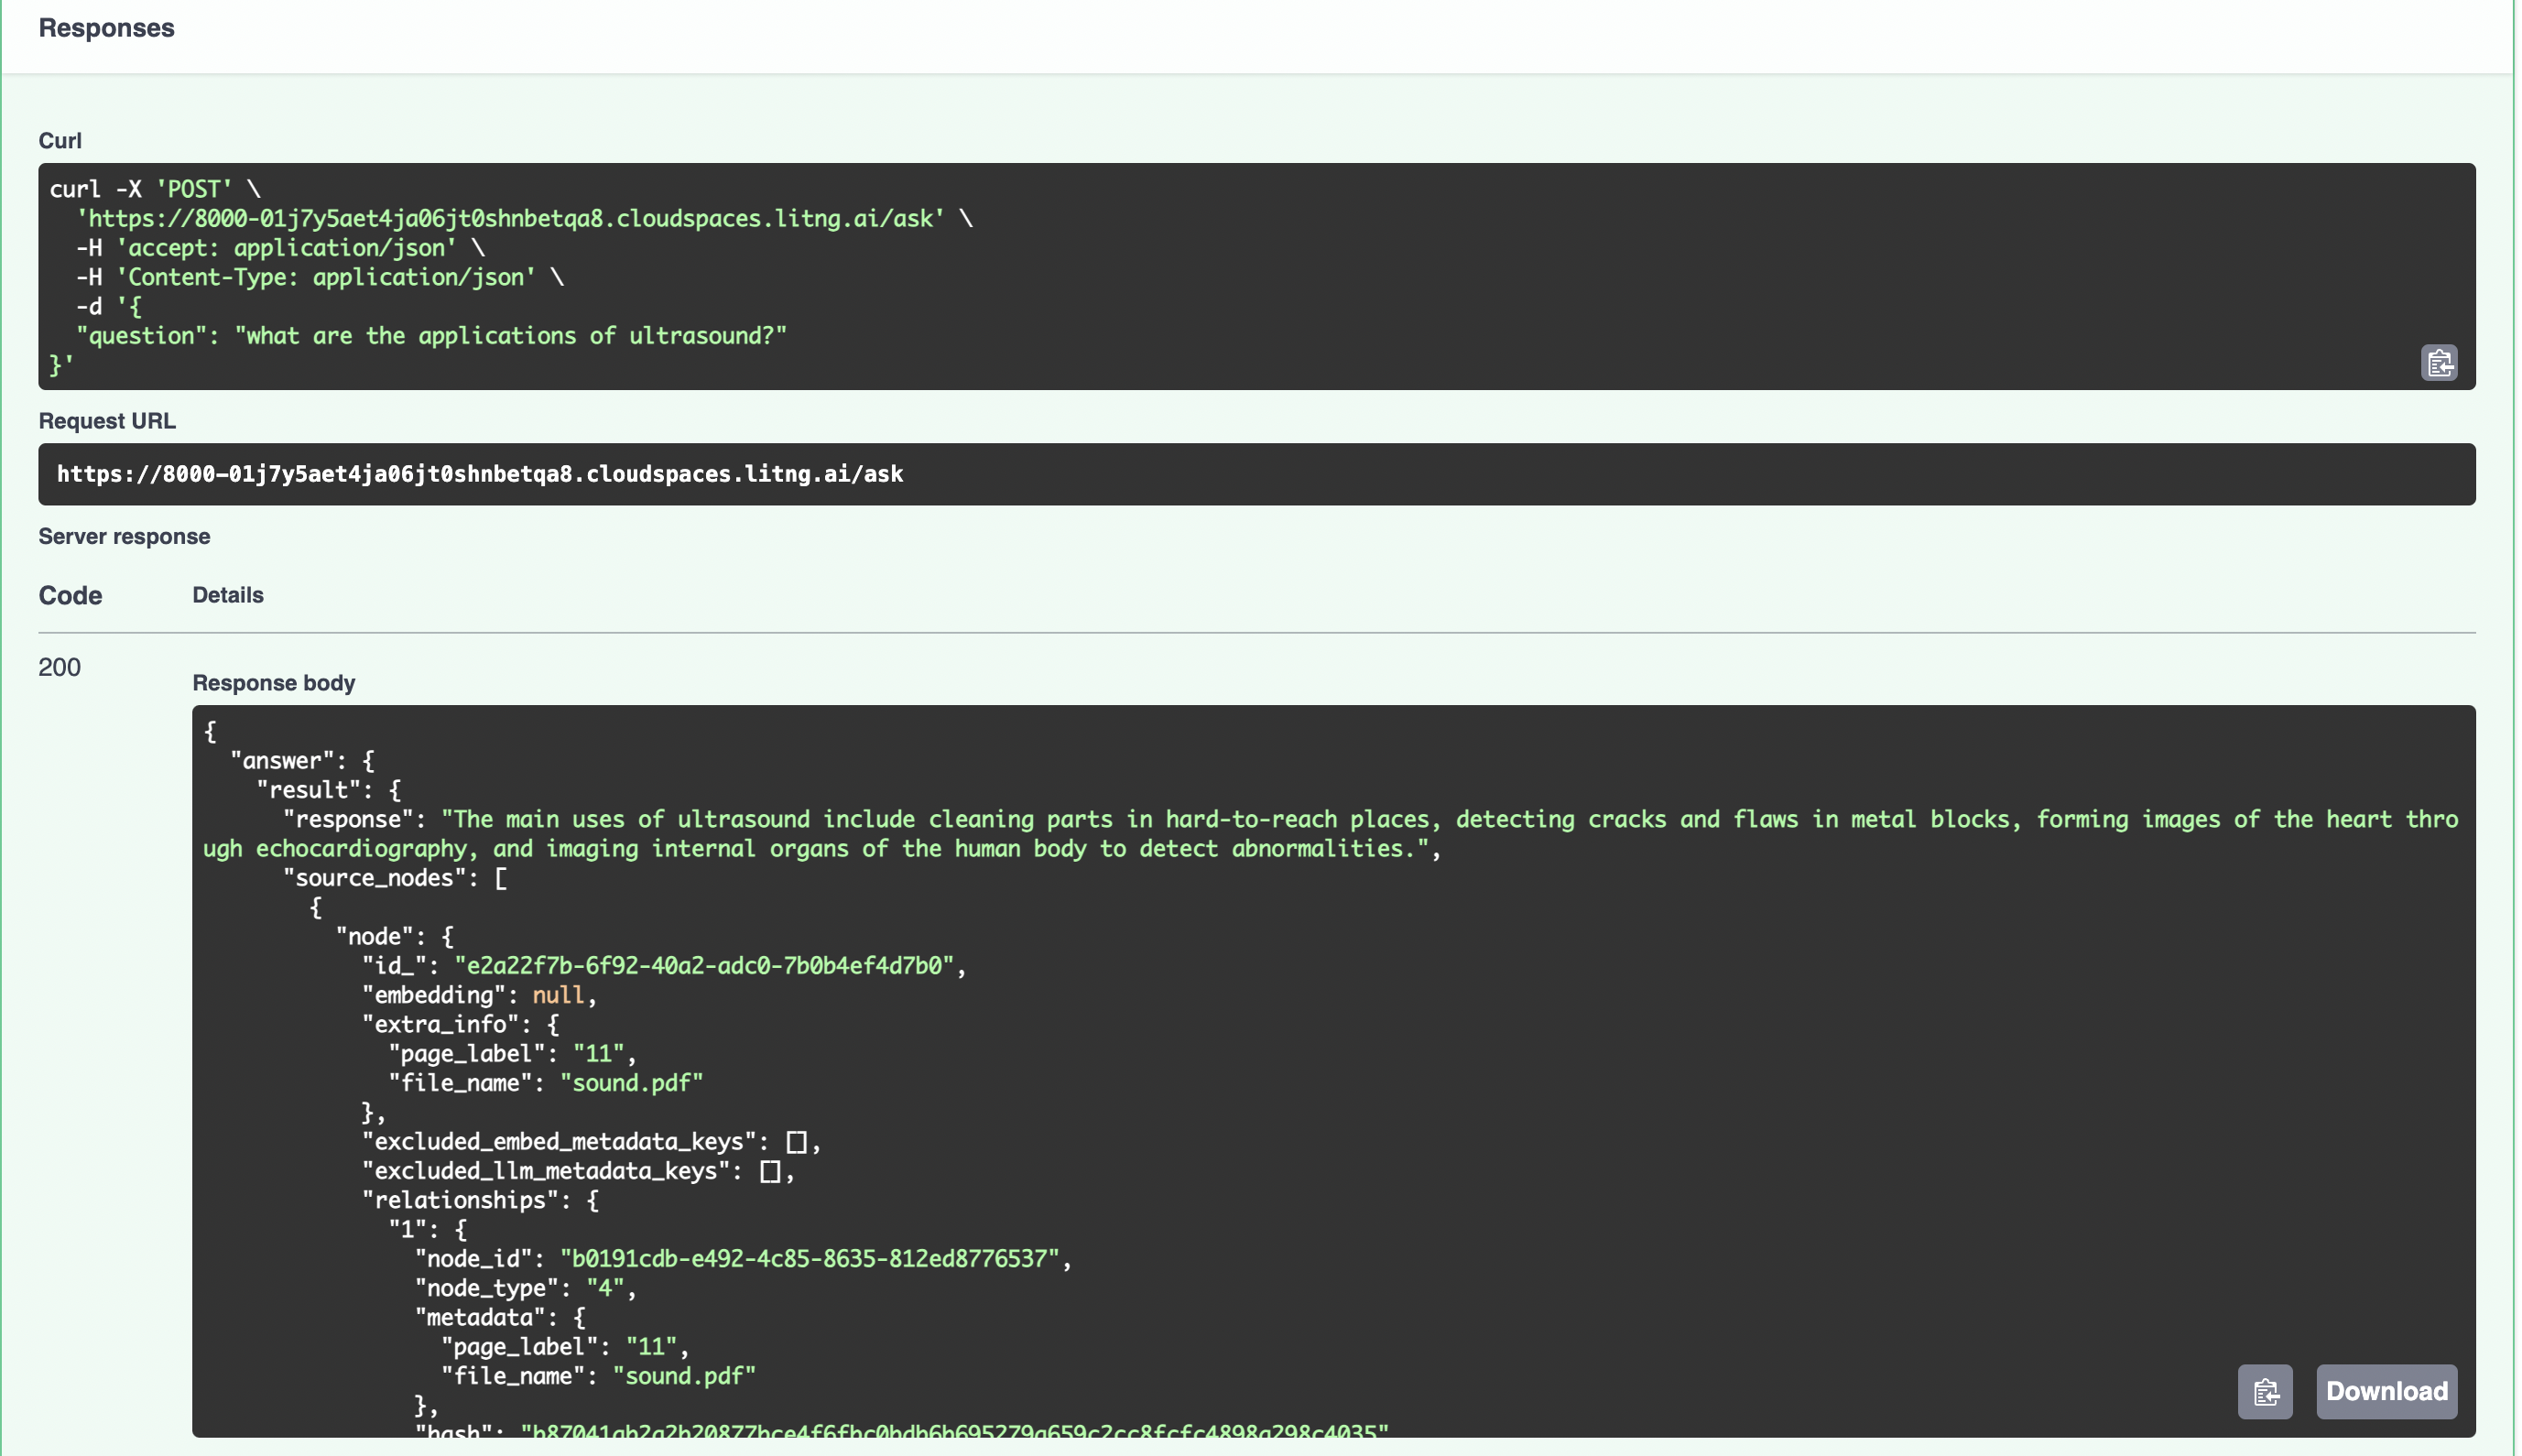 Responses
Curl
curl -X 'POST' \
  'https://8000-01j7y5aet4ja06jt0shnbetqa8.cloudspaces.litng.ai/ask' \
  -H 'accept: application/json' \
  -H 'Content-Type: application/json' \
  -d '{
  "question": "what are the applications of ultrasound?"
}'
Request URL
https://8000-01j7y5aet4ja06jt0shnbetqa8.cloudspaces.litng.ai/ask
Server response
Code Details
200
Response body
{
  "answer": {
    "result": {
      "response": "The main uses of ultrasound include cleaning parts in hard-to-reach places, detecting cracks and flaws in metal blocks, forming images of the heart thro
ugh echocardiography, and imaging internal organs of the human body to detect abnormalities.",
      "source_nodes": [
        {
          "node": {
            "id_": "e2a22f7b-6f92-40a2-adc0-7b0b4ef4d7b0",
            "embedding": null,
            "extra_info": {
              "page_label": "11",
              "file_name": "sound.pdf"
            },
            "excluded_embed_metadata_keys": [],
            "excluded_llm_metadata_keys": [],
            "relationships": {
              "1": {
                "node_id": "b0191cdb-e492-4c85-8635-812ed8776537",
                "node_type": "4",
                "metadata": {
                  "page_label": "11",
                  "file_name": "sound.pdf"
                },
                "hash":
Download